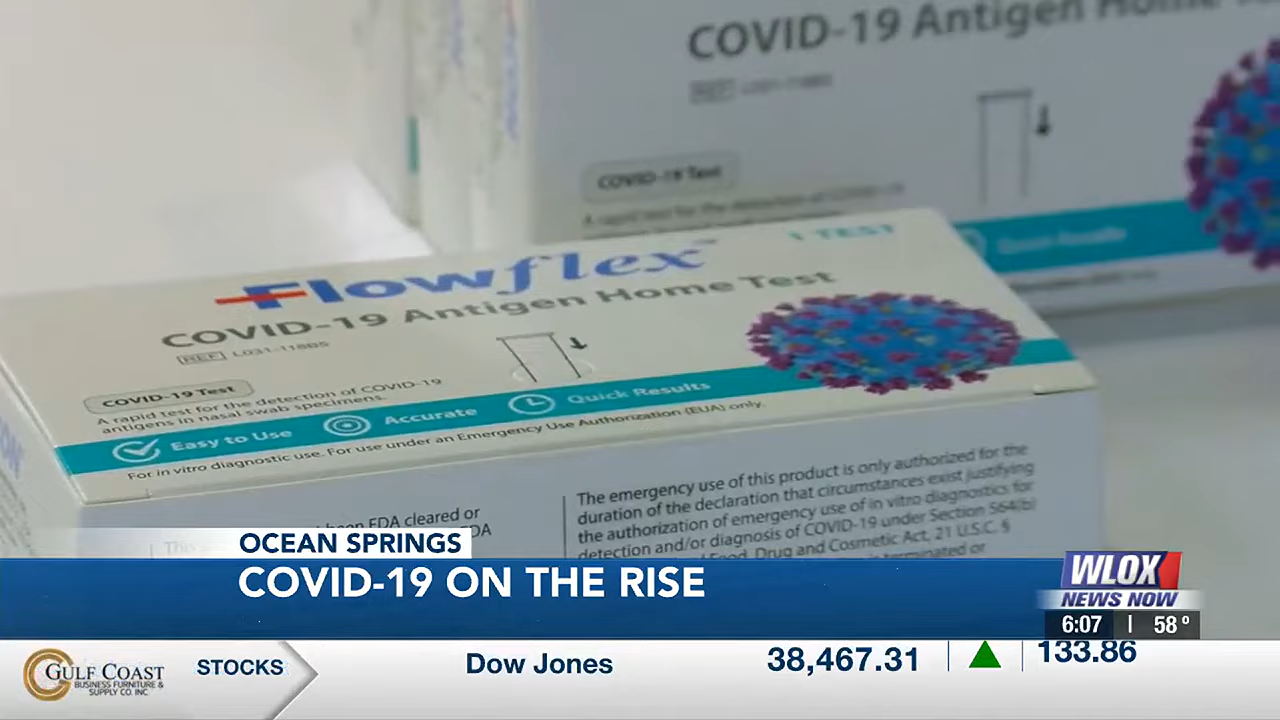 COVID-19 Antigen Home
COVID-19 Test
Flowflex™
1 TEST
COVID-19 Antigen Home Test
REF L031-118B5
COVID-19 Test
A rapid test for the detection of COVID-19
antigens in nasal swab specimens.
Easy to Use
Accurate
Quick Results
For in vitro diagnostic use. For use under an Emergency Use Authorization (EUA) only.
been FDA cleared or
The emergency use of this product is only authorized for the
duration of the declaration that circumstances exist justifying
the authorization of emergency use of in vitro diagnostics for
detection and/or diagnosis of COVID-19 under Section 564(b)
Food, Drug and Cosmetic Act, 21 U.S.C. §
terminated or
OCEAN SPRINGS
COVID-19 ON THE RISE
WLOX
NEWS NOW
6:07 | 58°
GULF COAST
BUSINESS FURNITURE &
SUPPLY CO. INC
STOCKS
Dow Jones
38,467.31
133.86